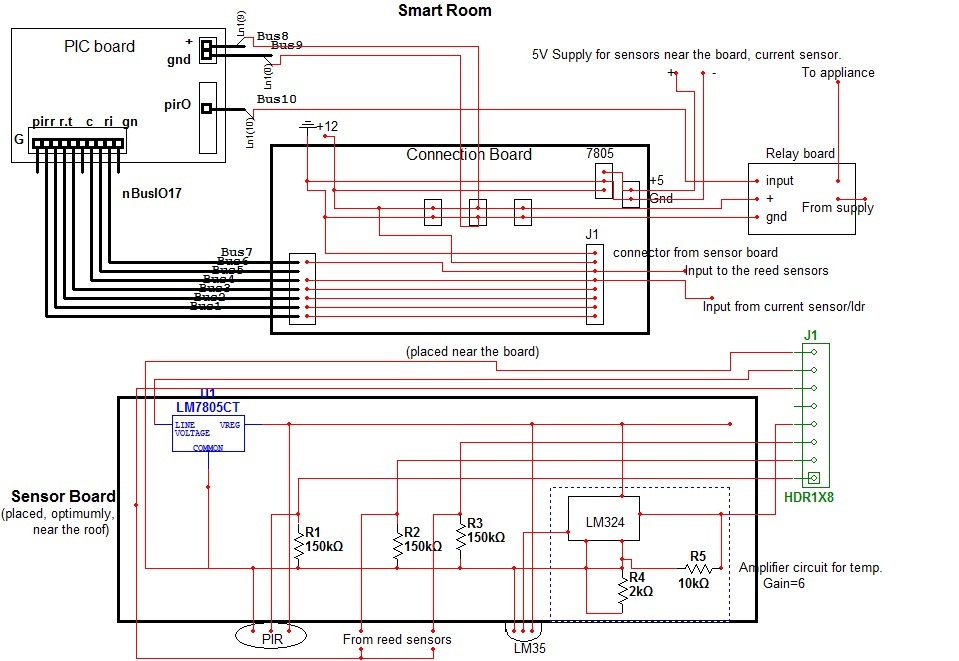 Smart Room
PIC board
+
gnd
pirO
pirr r.t c ri gn
G
nBusIO17
Ln1(9)
Bus8
Bus9
Ln1(0)
Bus10
Ln1(10)
+12
Connection Board
7805
+5
Gnd
5V Supply for sensors near the board, current sensor.
+ -
To appliance
Relay board
input
+
gnd
From supply
J1
connector from sensor board
Input to the reed sensors
Input from current sensor/ldr
Bus7
Bus6
Bus5
Bus4
Bus3
Bus2
Bus1
(placed near the board)
J1
HDR1X8
U1
LM7805CT
LINE VREG
VOLTAGE
COMMON
Sensor Board
(placed, optimumly,
near the roof)
R1
150kΩ
R2
150kΩ
R3
150kΩ
LM324
R4
2kΩ
R5
10kΩ
Amplifier circuit for temp.
Gain=6
PIR
From reed sensors
LM35